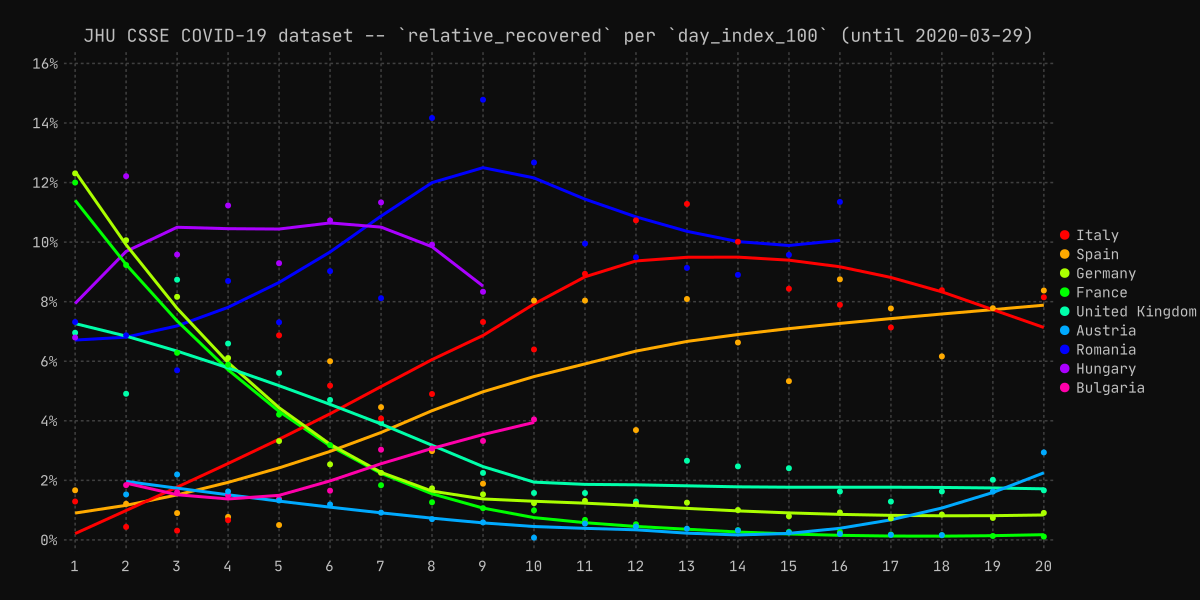 JHU CSSE COVID-19 dataset -- `relative_recovered` per `day_index_100` (until 2020-03-29)
16%
14%
12%
10%
8%
6%
4%
2%
0%
1 2 3 4 5 6 7 8 9 10 11 12 13 14 15 16 17 18 19 20
Italy
Spain
Germany
France
United Kingdom
Austria
Romania
Hungary
Bulgaria